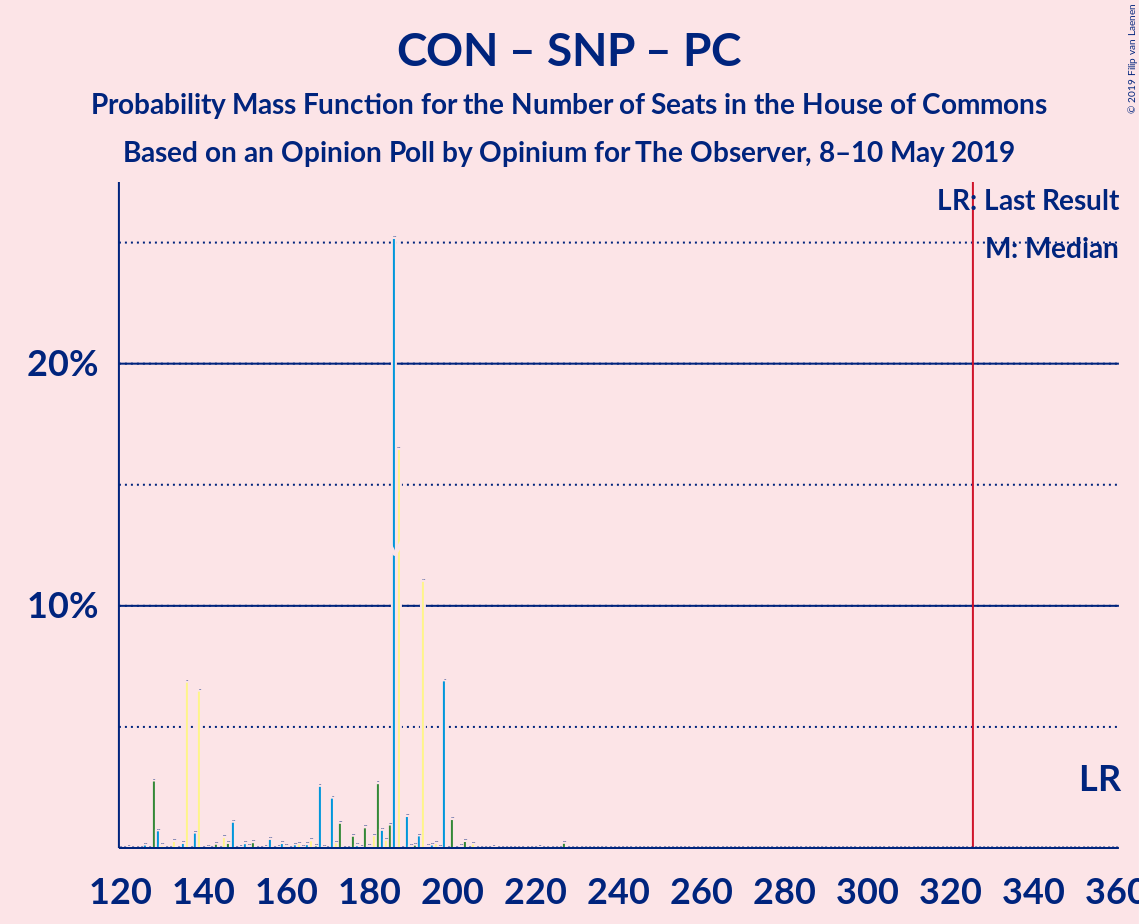 CON – SNP – PC
Probability Mass Function for the Number of Seats in the House of Commons
Based on an Opinion Poll by Opinium for The Observer, 8–10 May 2019
© 2019 Filip van Laenen
LR: Last Result
M: Median
20%
10%
LR
120 140 160 180 200 220 240 260 280 300 320 340 360